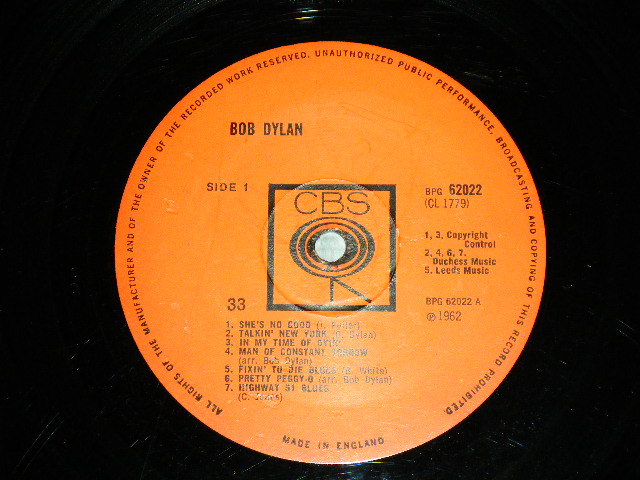 ALL RIGHTS OF THE MANUFACTURER AND OF THE OWNER OF THE RECORDED WORK RESERVED. UNAUTHORIZED PUBLIC PERFORMANCE, BROADCASTING AND COPYING OF THIS RECORD PROHIBITED.
BOB DYLAN
SIDE 1
CBS
BPG 62022
(CL 1779)
1, 3, Copyright
Control
2, 4, 6, 7.
Duchess Music
5. Leeds Music
33
BPG 62022 A
℗ 1962
1. SHE'S NO GOOD (J. Fuller)
2. TALKIN' NEW YORK (B. Dylan)
3. IN MY TIME OF DYIN'
4. MAN OF CONSTANT SORROW
(arr. Bob Dylan)
5. FIXIN' TO DIE BLUES (B. White)
6. PRETTY PEGGY-O (arr. Bob Dylan)
7. HIGHWAY 51 BLUES
(C. Jones)
MADE IN ENGLAND